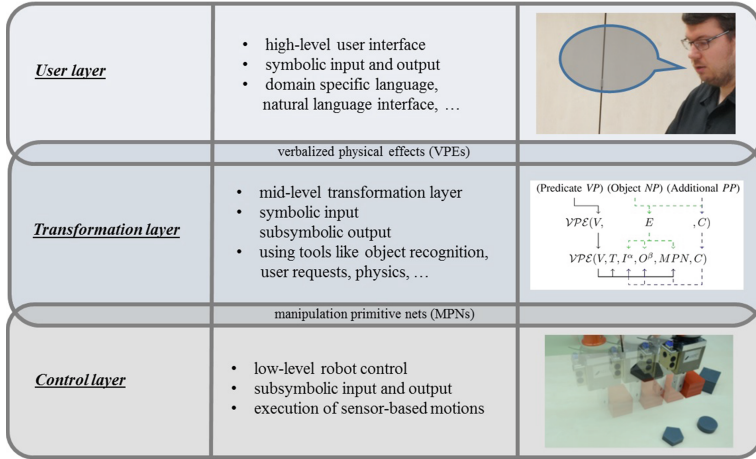 User layer
• high-level user interface
• symbolic input and output
• domain specific language,
natural language interface, …
verbalized physical effects (VPEs)
Transformation layer
• mid-level transformation layer
• symbolic input
subsymbolic output
• using tools like object recognition,
user requests, physics, …
(Predicate VP) (Object NP) (Additional PP)
𝒱𝒫ℰ(V, E ,C)
𝒱𝒫ℰ(V,T,I^α,O^β,MPN,C)
manipulation primitive nets (MPNs)
Control layer
• low-level robot control
• subsymbolic input and output
• execution of sensor-based motions